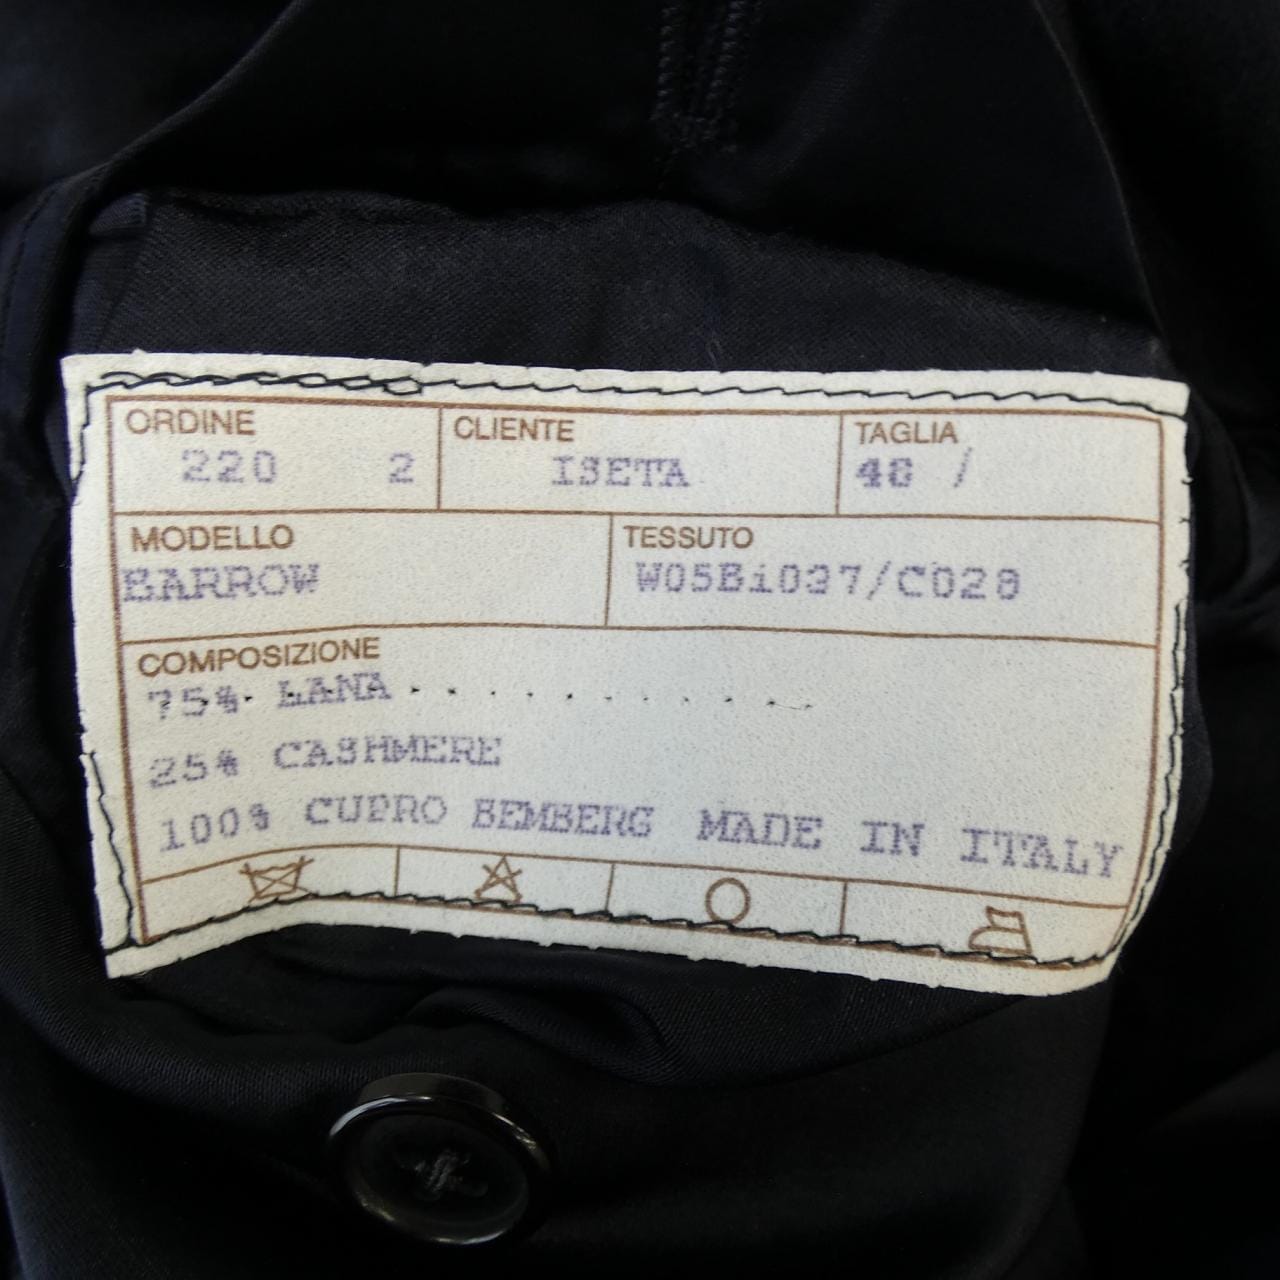 ORDINE CLIENTE TAGLIA
220 2 ISETA 48 /
MODELLO TESSUTO
BARROW W05Bi037/C028
COMPOSIZIONE
75% LANA
25% CASHMERE
100% CUPRO BEMBERG MADE IN ITALY